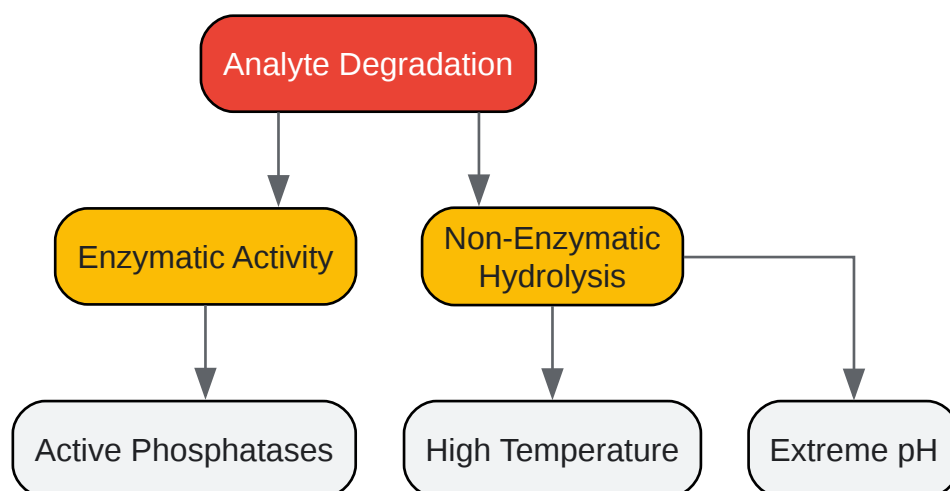 Analyte Degradation
Enzymatic Activity
Non-Enzymatic
Hydrolysis
Active Phosphatases
High Temperature
Extreme pH